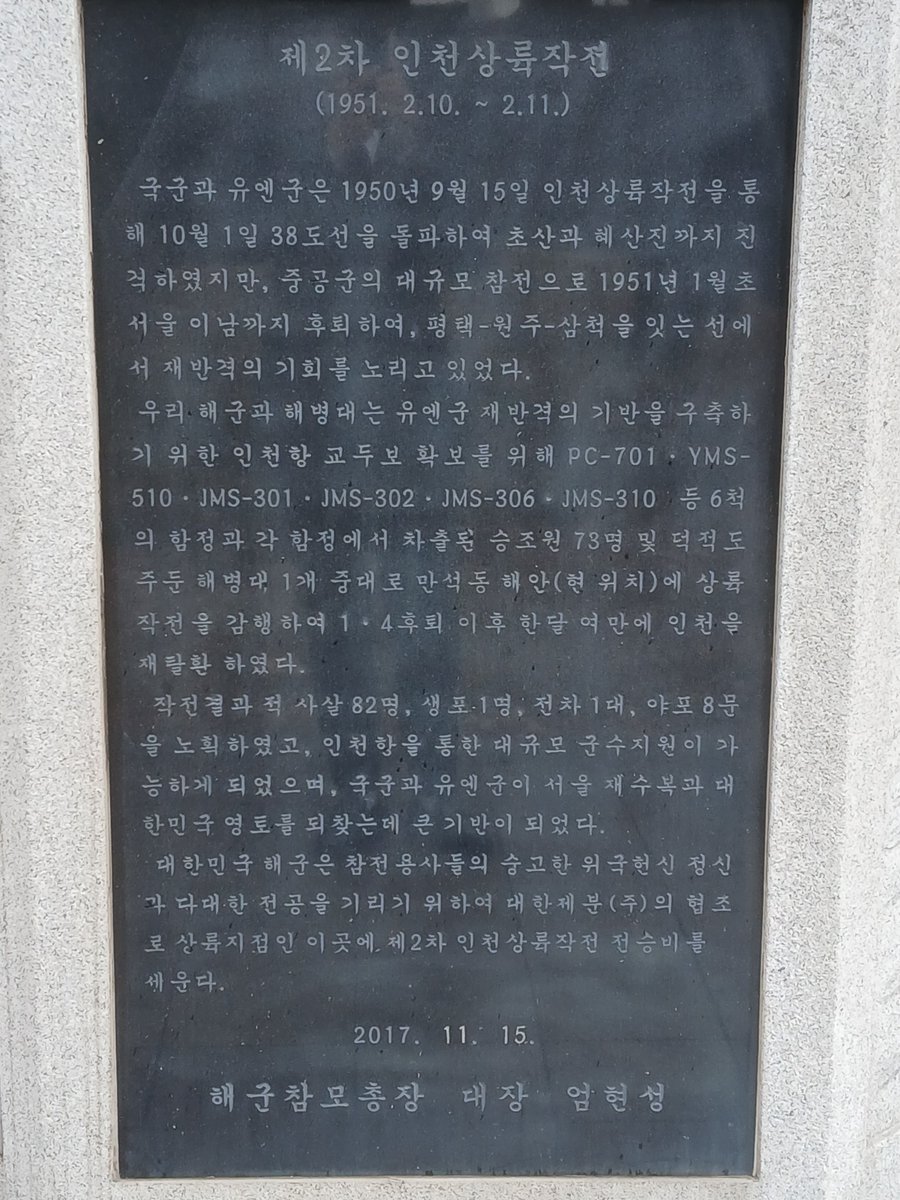 제2차 인천상륙작전
(1951. 2.10. ~ 2.11.)
국군과 유엔군은 1950년 9월 15일 인천상륙작전을 통
해 10월 1일 38도선을 돌파하여 초산과 혜산진까지 진
격하였지만, 중공군의 대규모 참전으로 1951년 1월초
서울 이남까지 후퇴하여, 평택-원주-삼척을 잇는 선에
서 재반격의 기회를 노리고 있었다.
우리 해군과 해병대는 유엔군 재반격의 기반을 구축하
기 위한 인천항 교두보 확보를 위해 PC-701·YMS-
510·JMS-301·JMS-302·JMS-306·JMS-310 등 6척
의 함정과 각 함정에서 차출된 승조원 73명 및 덕적도
주둔 해병대 1개 중대로 만석동 해안(현 위치)에 상륙
작전을 감행하여 1·4후퇴 이후 한달 여만에 인천을
재탈환 하였다.
작전결과 적 사살 82명, 생포 1명, 전차 1대, 야포 8문
을 노획하였고, 인천항을 통한 대규모 군수지원이 가
능하게 되었으며, 국군과 유엔군이 서울 재수복과 대
한민국 영토를 되찾는데 큰 기반이 되었다.
대한민국 해군은 참전용사들의 숭고한 위국헌신 정신
과 다대한 전공을 기리기 위하여 대한제분(주)의 협조
로 상륙지점인 이곳에 제2차 인천상륙작전 전승비를
세운다.
2017. 11. 15.
해군참모총장 대장 엄현성